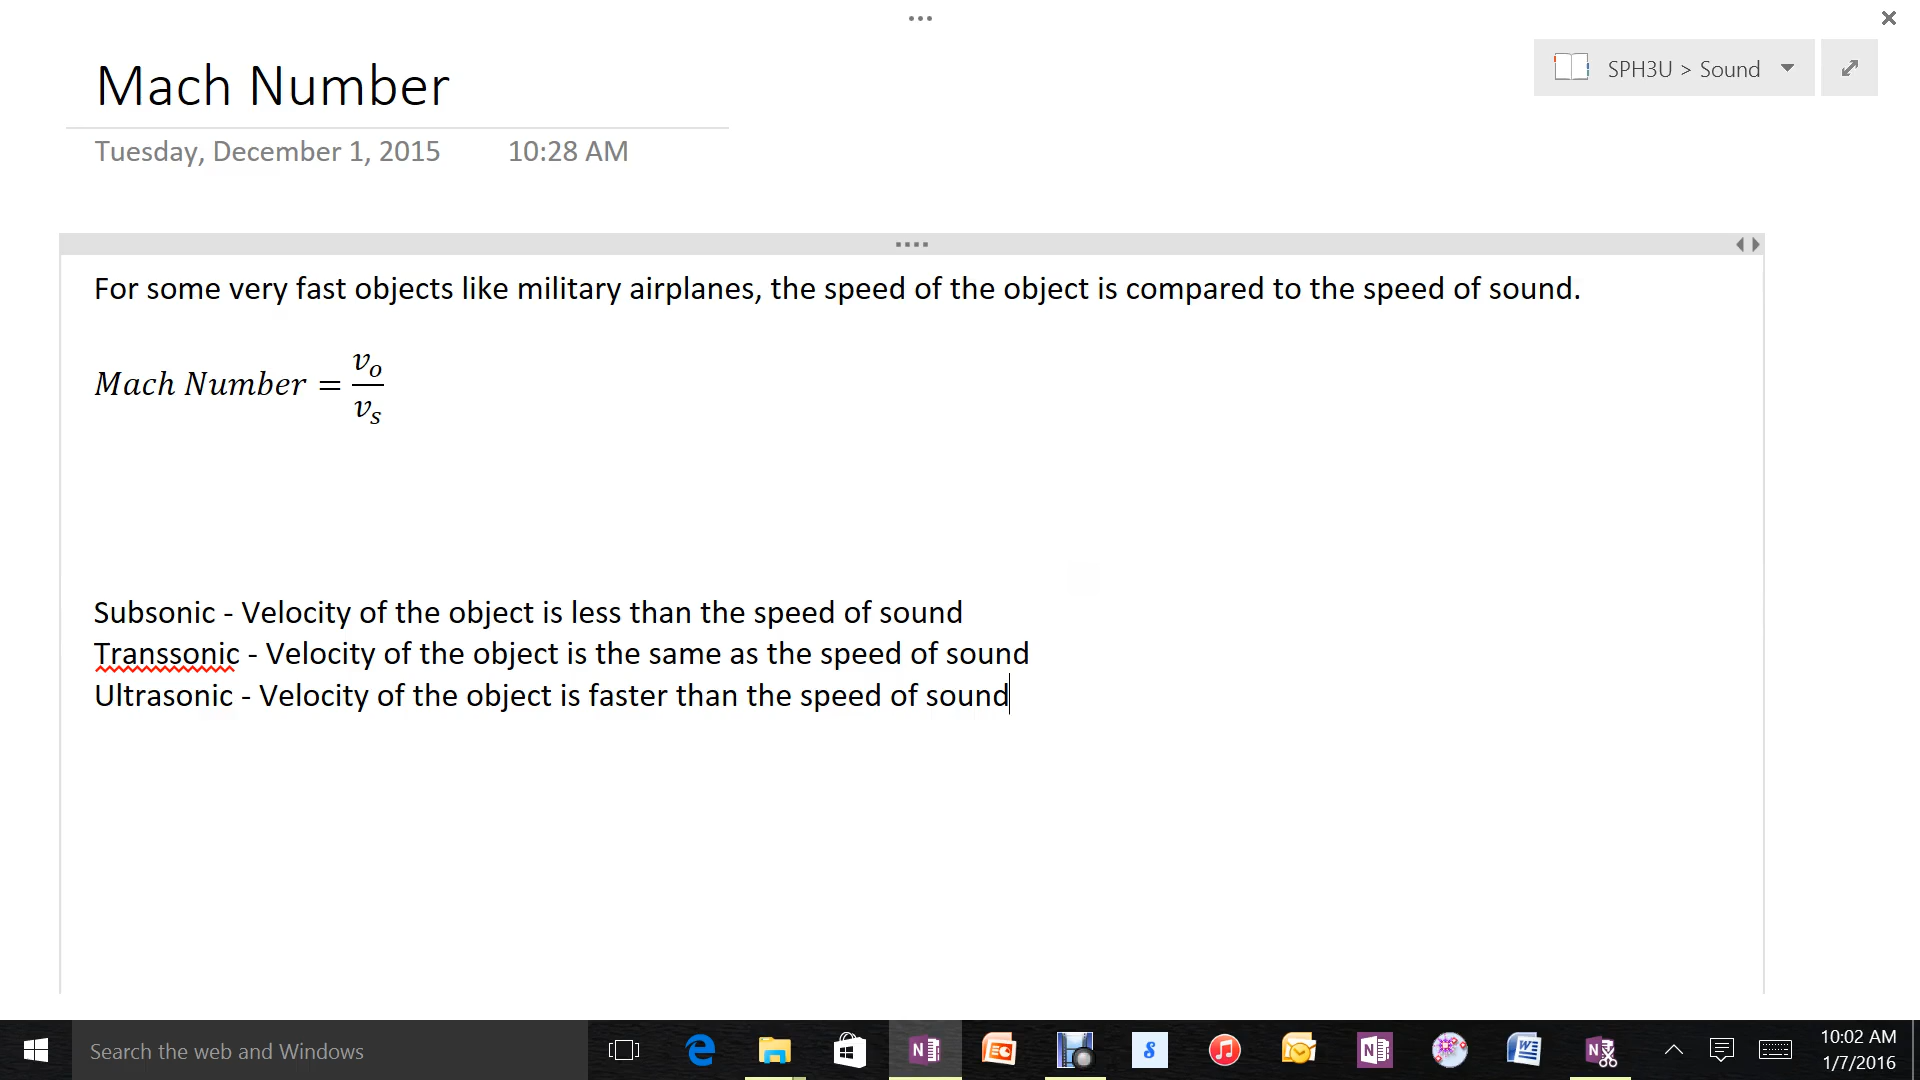 Mach Number
SPH3U > Sound
Tuesday, December 1, 2015 10:28 AM
For some very fast objects like military airplanes, the speed of the object is compared to the speed of sound.
Mach Number = v_o / v_s
Subsonic - Velocity of the object is less than the speed of sound
Transsonic - Velocity of the object is the same as the speed of sound
Ultrasonic - Velocity of the object is faster than the speed of sound
Search the web and Windows
10:02 AM
1/7/2016